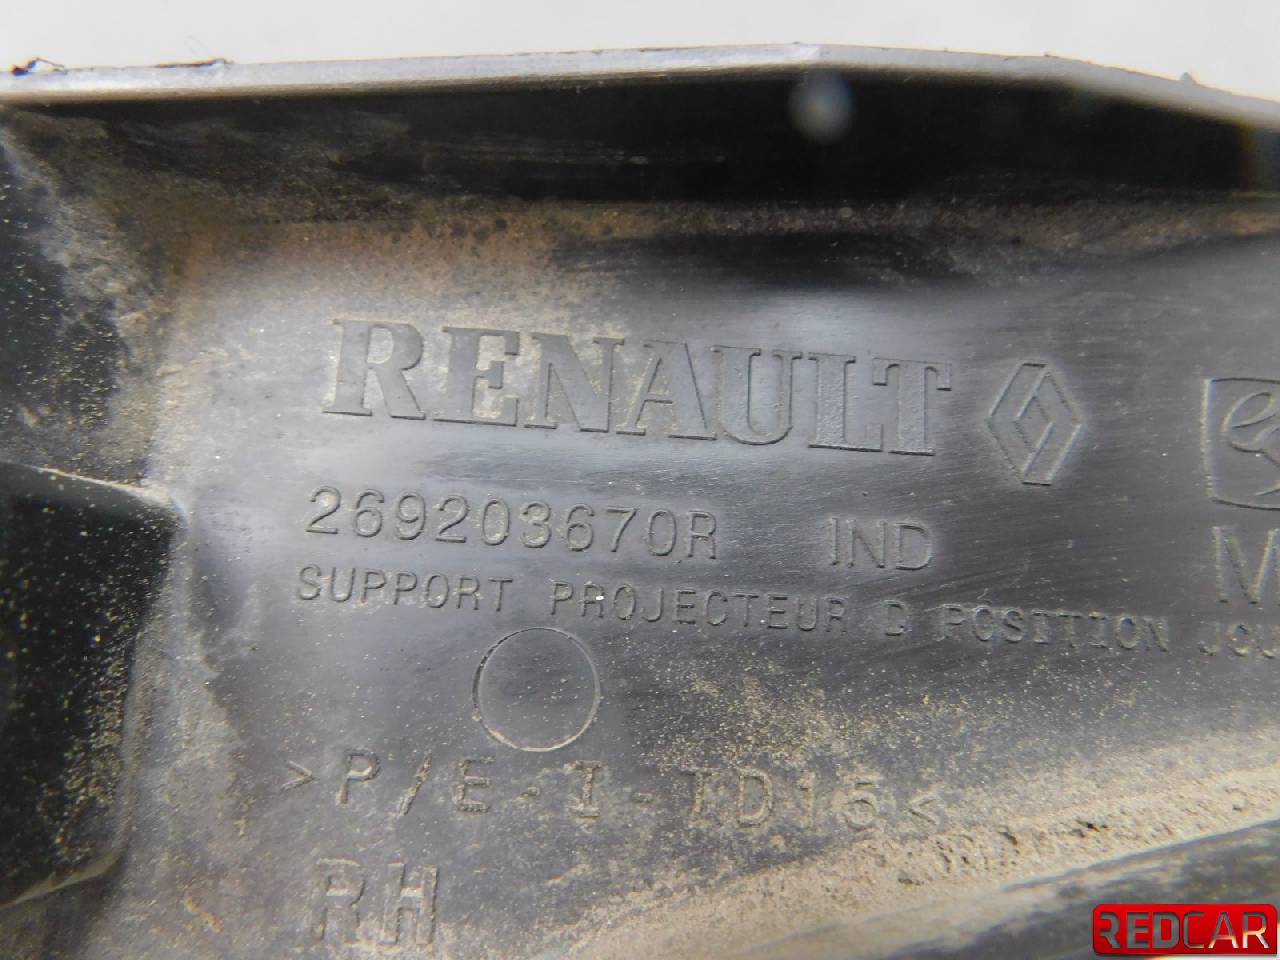 RENAULT
269203670R IND
SUPPORT PROJECTEUR D POSITION
>P/E-I-TD15<
RH
REDCAR